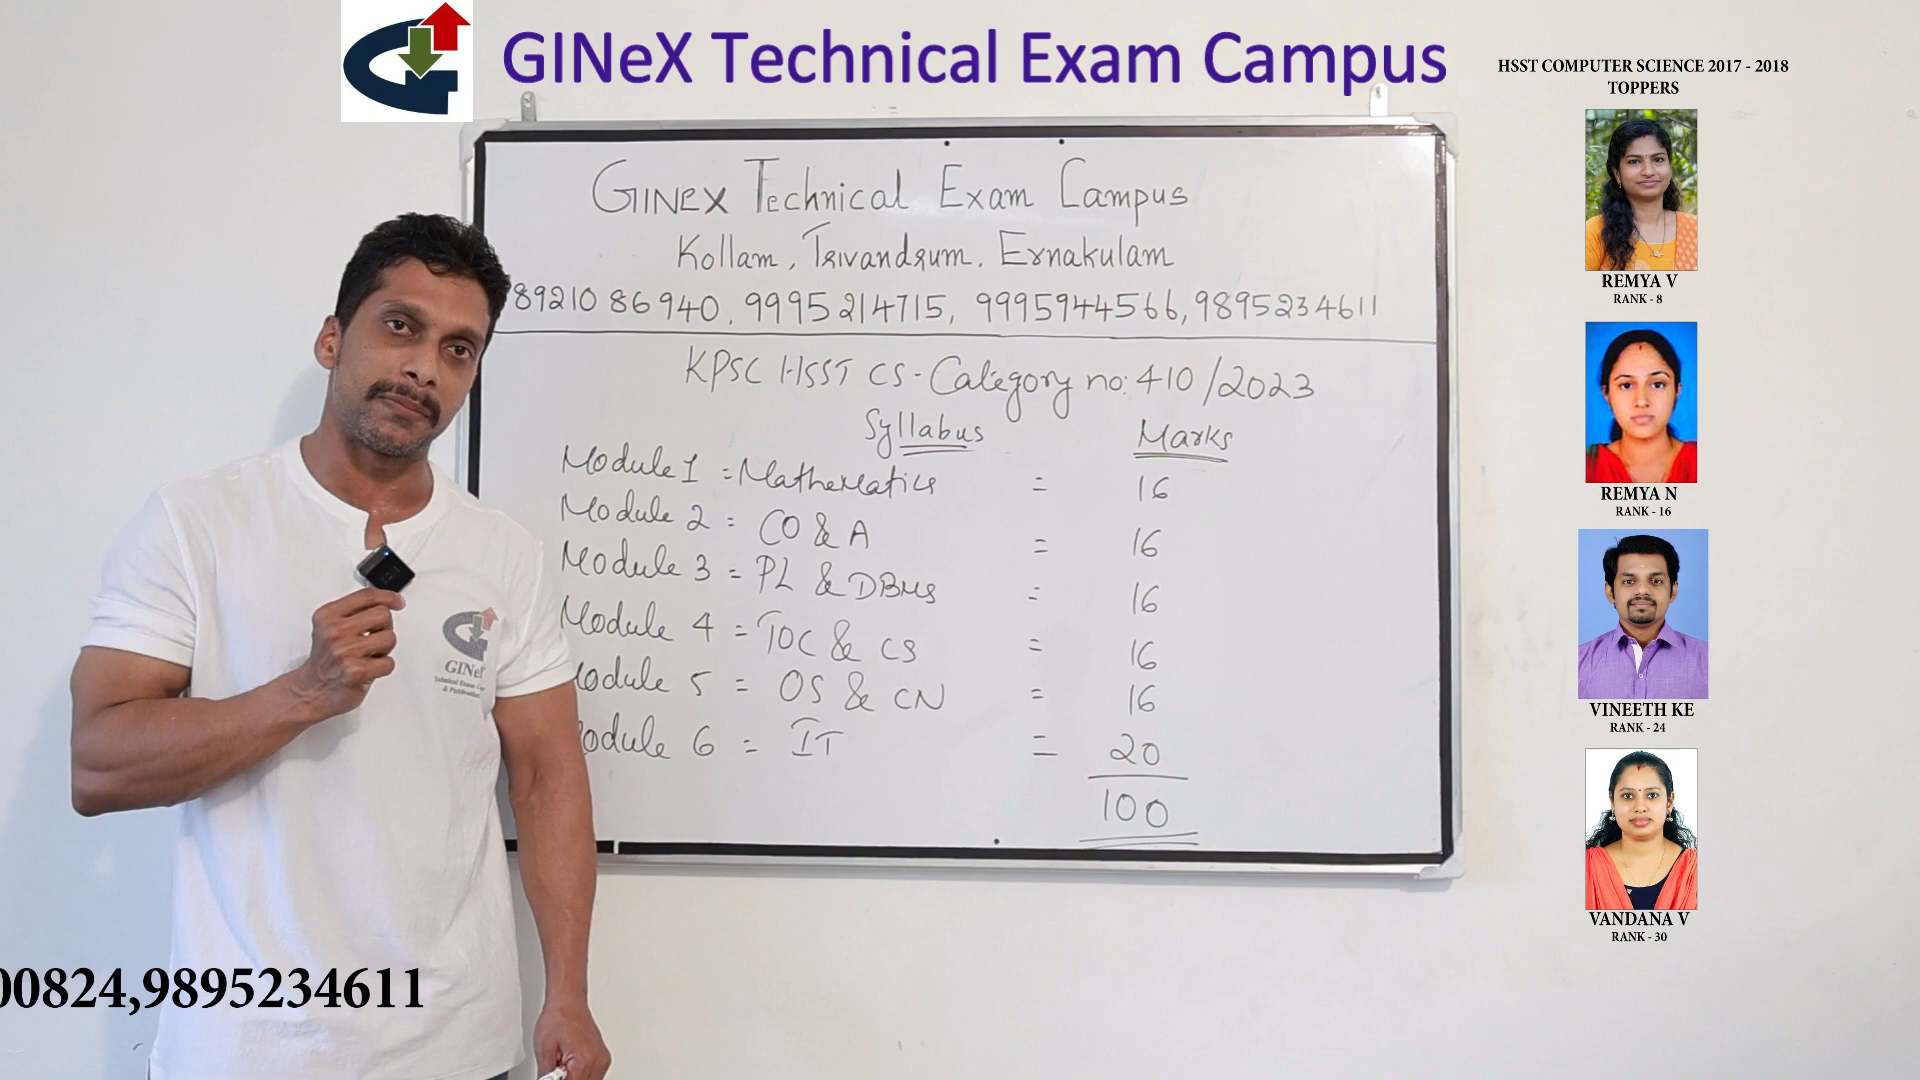 GINeX Technical Exam Campus
HSST COMPUTER SCIENCE 2017 - 2018
TOPPERS
REMYA V
RANK - 8
REMYA N
RANK - 16
VINEETH KE
RANK - 24
VANDANA V
RANK - 30
GINEX Technical Exam Campus
Kollam, Trivandrum, Ernakulam
89210 86940, 9995214715, 9995944566, 9895234611
KPSC HSST CS - Category no: 410/2023
Syllabus Marks
Module 1 = Mathematics = 16
Module 2 = CO & A = 16
Module 3 = PL & DBMS = 16
Module 4 = TOC & CS = 16
Module 5 = OS & CN = 16
Module 6 = IT = 20
100
GINeX
00824,9895234611